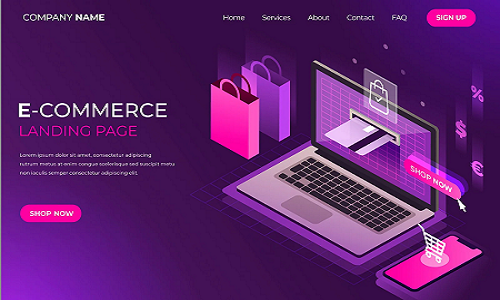 COMPANY NAME
Home Services About Contact FAQ SIGN UP
E-COMMERCE
LANDING PAGE
Lorem ipsum dolor sit amet, consectetur adipiscing
rutrum metus at enim congue scelerisque. Sed suscipit metu
non iaculis semper consectetur adipiscing elit.
SHOP NOW
SHOP NOW
%
$
€